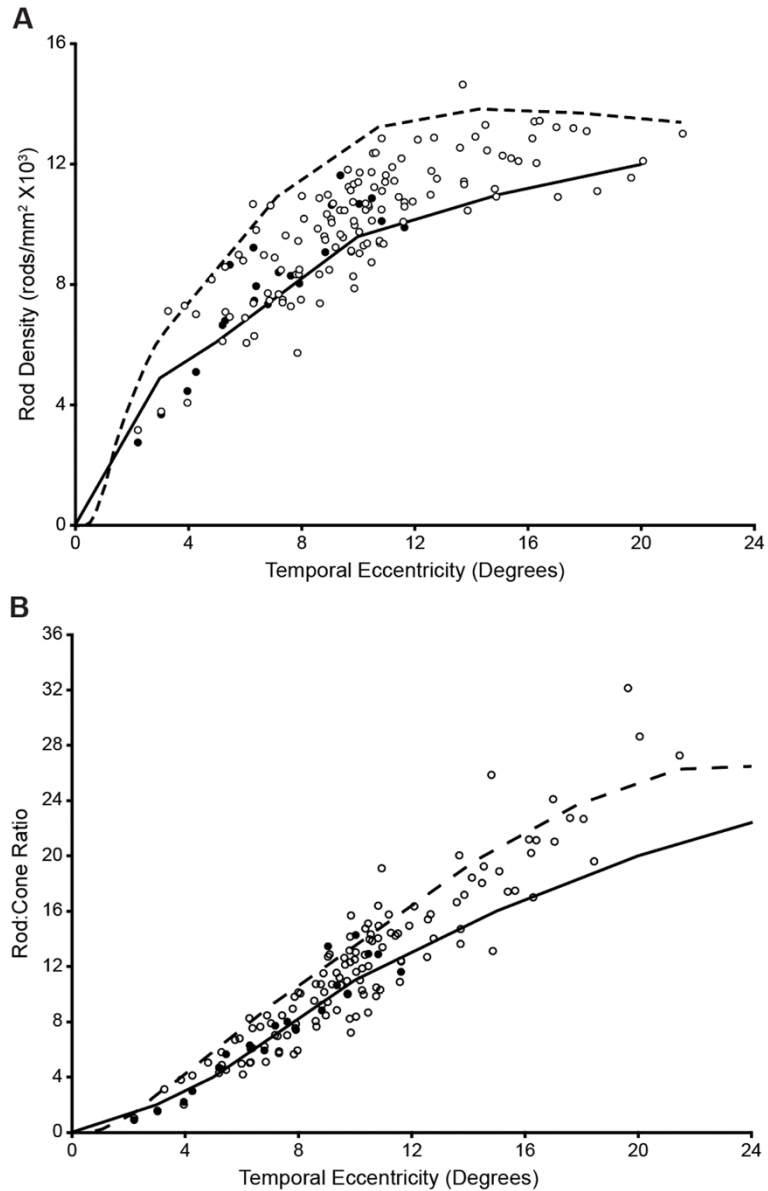 A
16
12
8
4
0
Rod Density (rods/mm² X10³)
0 4 8 12 16 20 24
Temporal Eccentricity (Degrees)
B
36
32
28
24
20
16
12
8
4
0
Rod:Cone Ratio
0 4 8 12 16 20 24
Temporal Eccentricity (Degrees)